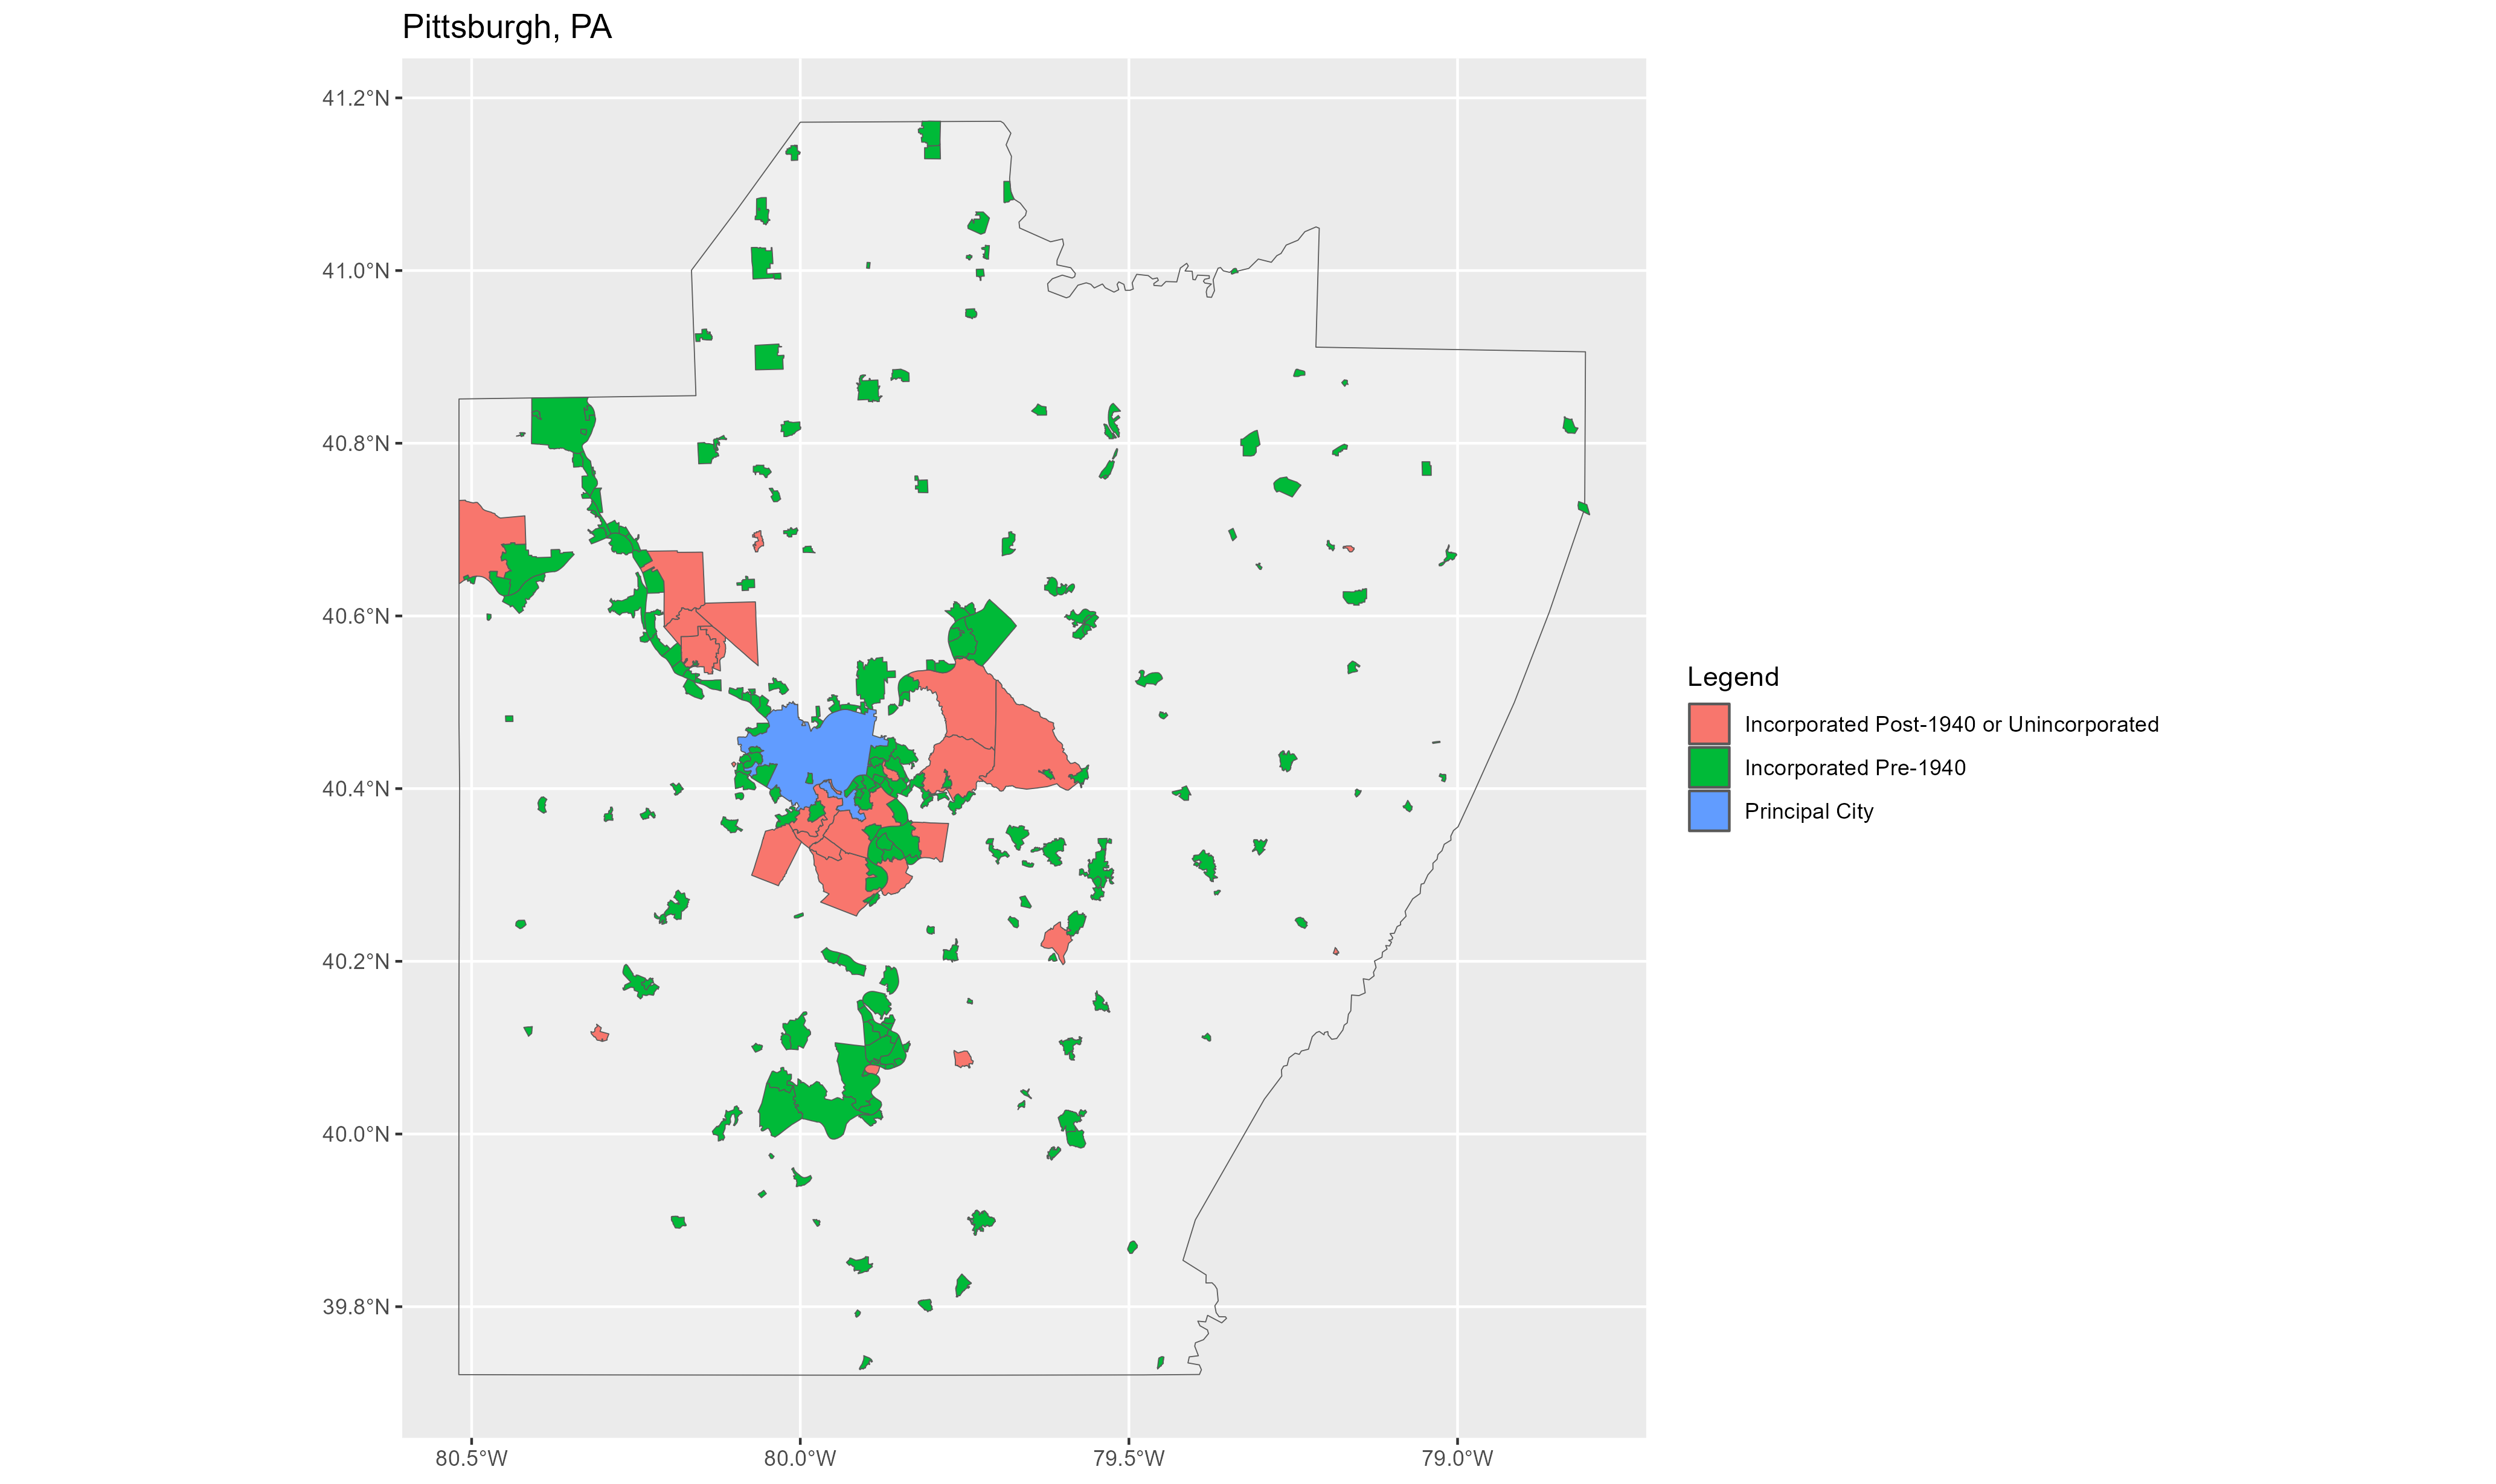 Pittsburgh, PA
41.2°N
41.0°N
40.8°N
40.6°N
40.4°N
40.2°N
40.0°N
39.8°N
80.5°W 80.0°W 79.5°W 79.0°W
Legend
Incorporated Post-1940 or Unincorporated
Incorporated Pre-1940
Principal City